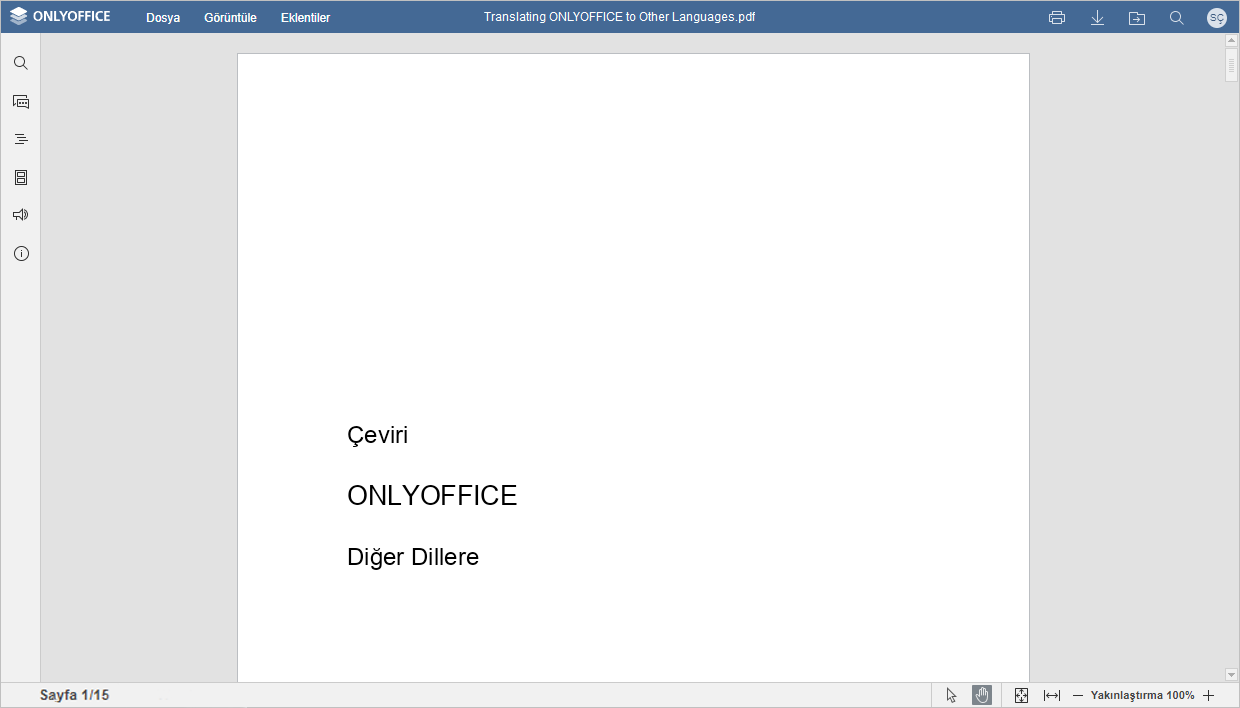 ONLYOFFICE Dosya Görüntüle Eklentiler Translating ONLYOFFICE to Other Languages.pdf SÇ
Çeviri
ONLYOFFICE
Diğer Dillere
Sayfa 1/15 Yakınlaştırma 100%